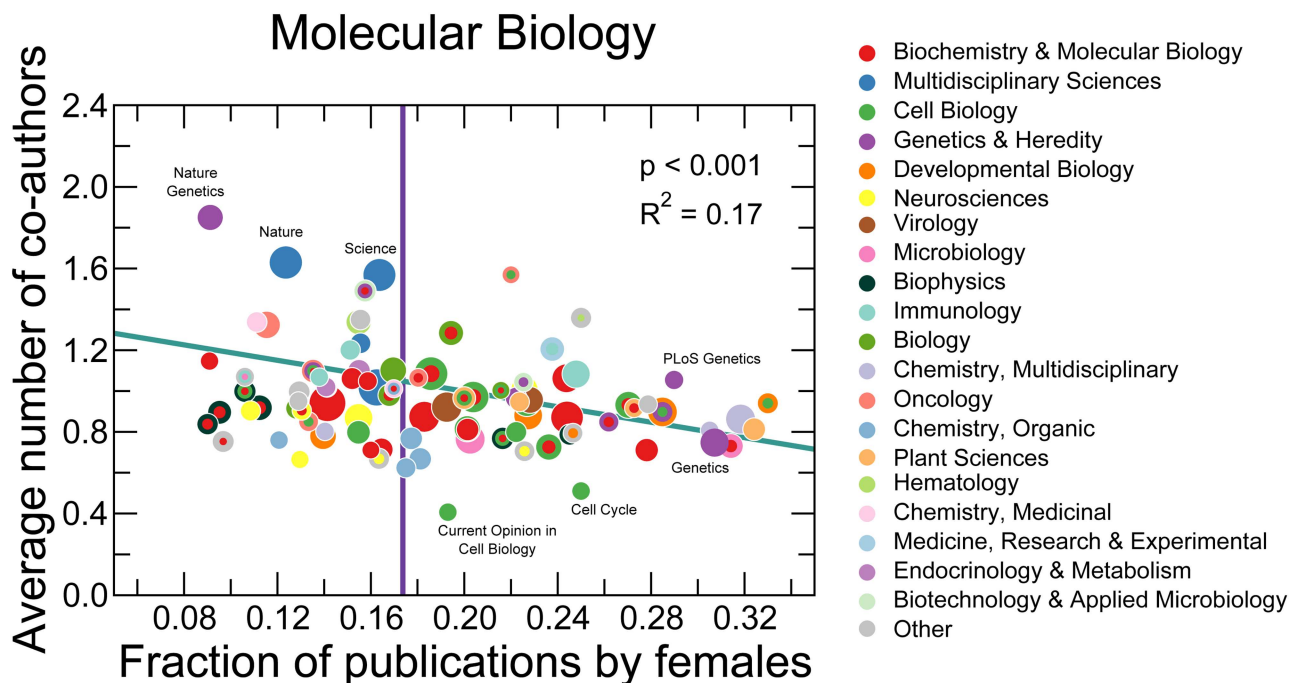 Molecular Biology
Average number of co-authors
2.4
2.0
1.6
1.2
0.8
0.4
0.0
p < 0.001
R² = 0.17
Nature
Genetics
Nature
Science
PLoS Genetics
Genetics
Cell Cycle
Current Opinion in
Cell Biology
0.08 0.12 0.16 0.20 0.24 0.28 0.32
Fraction of publications by females
Biochemistry & Molecular Biology
Multidisciplinary Sciences
Cell Biology
Genetics & Heredity
Developmental Biology
Neurosciences
Virology
Microbiology
Biophysics
Immunology
Biology
Chemistry, Multidisciplinary
Oncology
Chemistry, Organic
Plant Sciences
Hematology
Chemistry, Medicinal
Medicine, Research & Experimental
Endocrinology & Metabolism
Biotechnology & Applied Microbiology
Other